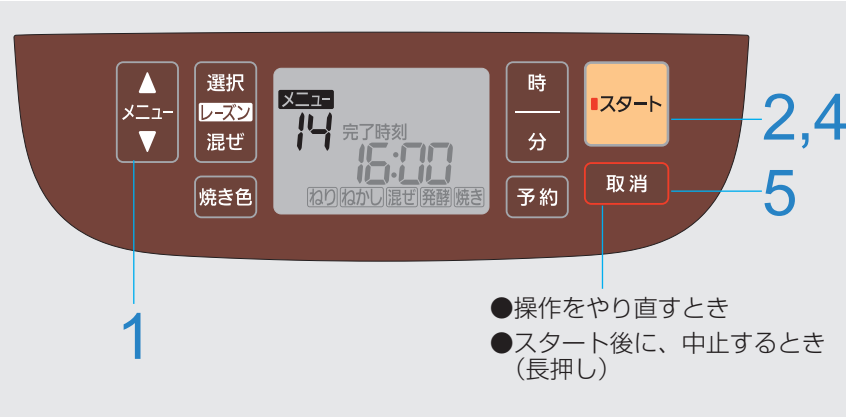 ▲
メニュー
▼
選択
レーズン
混ぜ
焼き色
メニュー
14
完了時刻
16:00
ねり ねかし 混ぜ 発酵 焼き
時
分
予約
スタート
取消
2,4
5
1
●操作をやり直すとき
●スタート後に、中止するとき
（長押し）